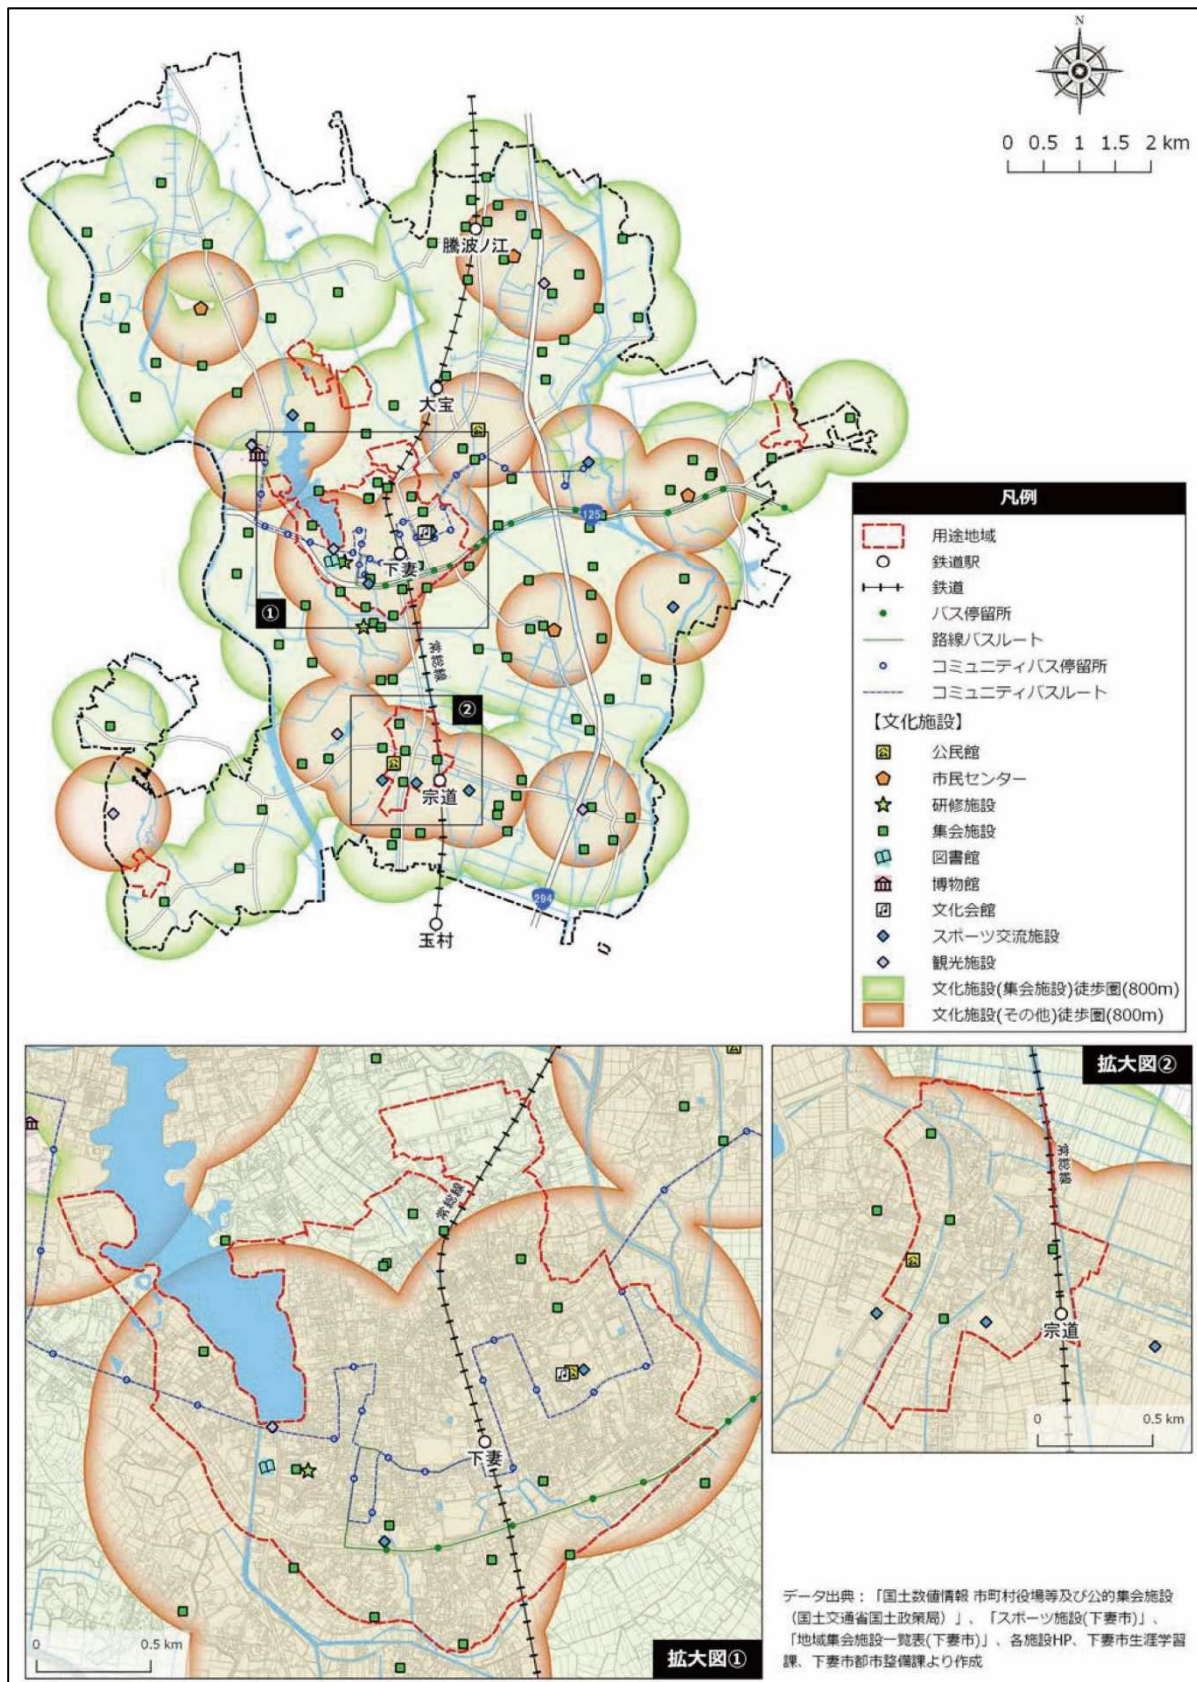 N
0 0.5 1 1.5 2 km
騰波ノ江
大宝
125
下妻
①
常総線
②
宗道
294
玉村
凡例
用途地域
鉄道駅
鉄道
バス停留所
路線バスルート
コミュニティバス停留所
コミュニティバスルート
【文化施設】
公 公民館
市民センター
研修施設
集会施設
図書館
博物館
文化会館
スポーツ交流施設
観光施設
文化施設(集会施設)徒歩圏(800m)
文化施設(その他)徒歩圏(800m)
常総線
下妻
0 0.5 km
拡大図①
拡大図②
常総線
公
宗道
0 0.5 km
データ出典：「国土数値情報 市町村役場等及び公的集会施設
（国土交通省国土政策局）」、「スポーツ施設(下妻市)」、
「地域集会施設一覧表(下妻市)」、各施設HP、下妻市生涯学習
課、下妻市都市整備課より作成